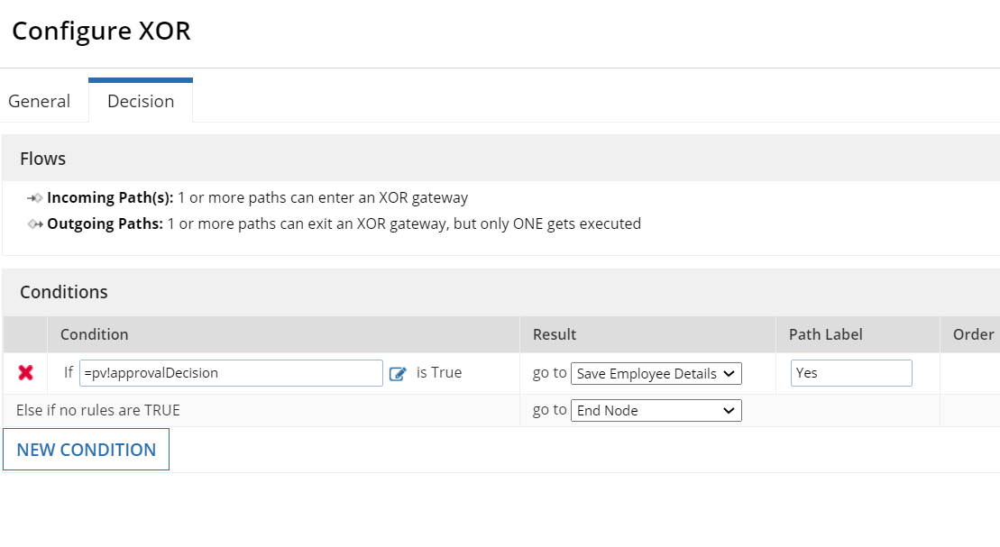 Configure XOR
General Decision
Flows
Incoming Path(s): 1 or more paths can enter an XOR gateway
Outgoing Paths: 1 or more paths can exit an XOR gateway, but only ONE gets executed
Conditions
Condition Result Path Label Order
If =pv!approvalDecision is True go to Save Employee Details Yes
Else if no rules are TRUE go to End Node
NEW CONDITION